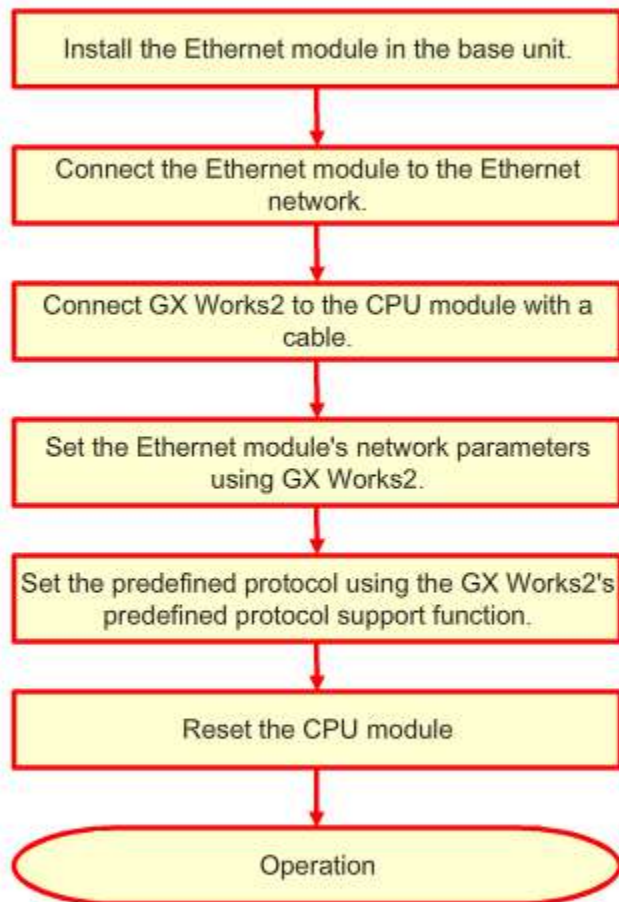 Install the Ethernet module in the base unit.
Connect the Ethernet module to the Ethernet
network.
Connect GX Works2 to the CPU module with a
cable.
Set the Ethernet module's network parameters
using GX Works2.
Set the predefined protocol using the GX Works2's
predefined protocol support function.
Reset the CPU module
Operation